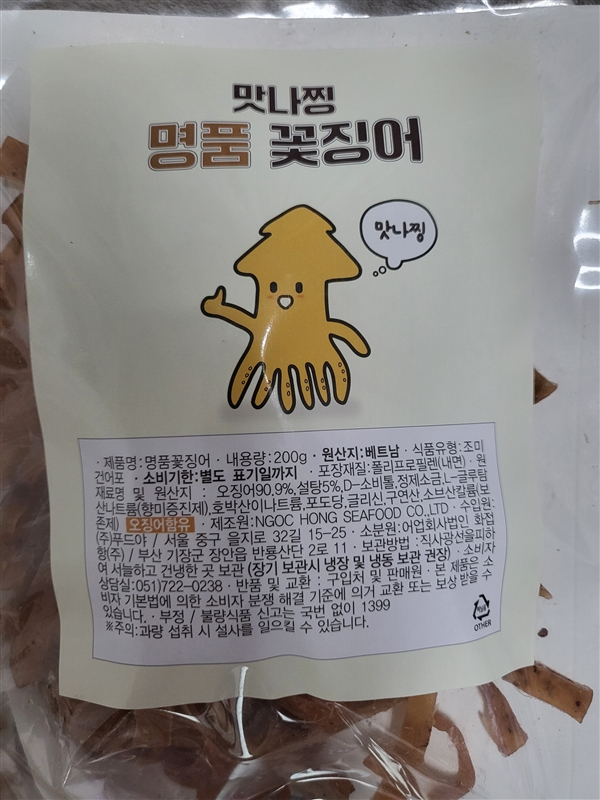 맛나찡
명품 꽃징어
맛나찡
· 제품명:명품꽃징어 · 내용량:200g · 원산지:베트남 · 식품유형:조미
건어포 · 소비기한:별도 표기일까지 · 포장재질:폴리프로필렌(내면) · 원
재료명 및 원산지 : 오징어90.9%,설탕5%,D-소비톨,정제소금,L-글루탐
산나트륨(향미증진제),호박산이나트륨,포도당,글리신,구연산,소브산칼륨(보
존제) 오징어함유 · 제조원:NGOC HONG SEAFOOD CO.,LTD · 수입원:
(주)푸드야 / 서울 중구 을지로 32길 15-25 · 소분원:어업회사법인 화접
항(주) / 부산 기장군 장안읍 반룡산단 2로 11 · 보관방법 :직사광선을피하
여 서늘하고 건냉한 곳 보관 (장기 보관시 냉장 및 냉동 보관 권장) · 소비자
상담실:051)722-0238 · 반품 및 교환 : 구입처 및 판매원 · 본 제품은 소
비자 기본법에 의한 소비자 분쟁 해결 기준에 의거 교환 또는 보상 받을 수
있습니다. · 부정 / 불량식품 신고는 국번 없이 1399
※주의:과량 섭취 시 설사를 일으킬 수 있습니다.
OTHER